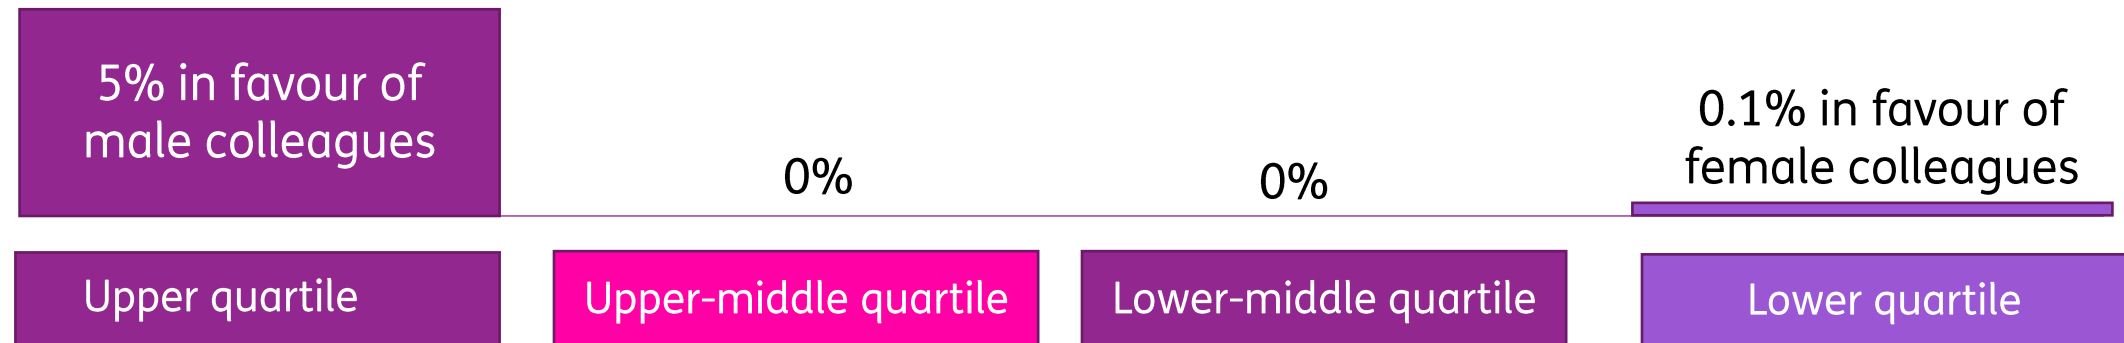 5% in favour of
male colleagues
0%
0%
0.1% in favour of
female colleagues
Upper quartile
Upper-middle quartile
Lower-middle quartile
Lower quartile